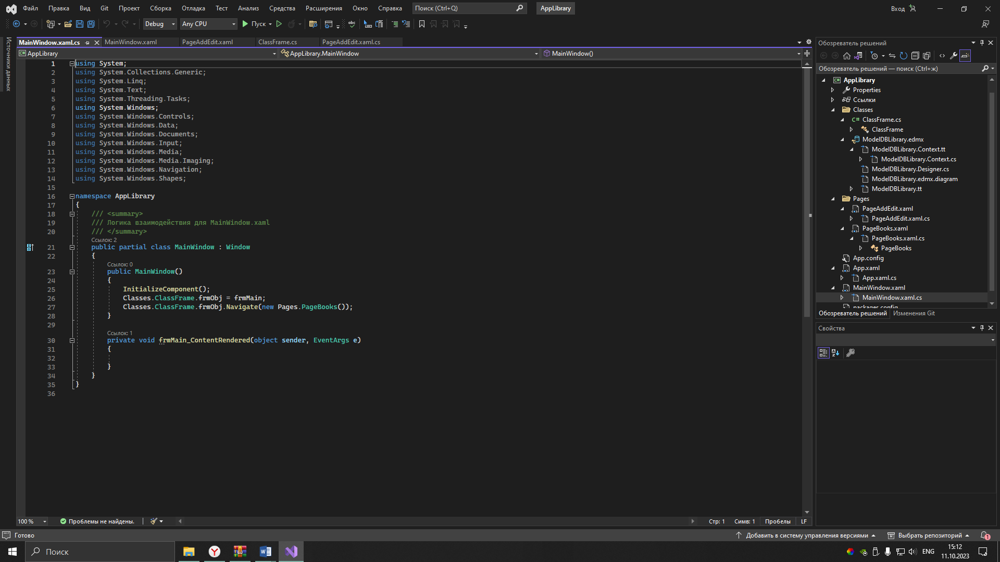 Файл Правка Вид Git Проект Сборка Отладка Тест Анализ Средства Расширения Окно Справка Поиск (Ctrl+Q) AppLibrary Вход
Debug Any CPU Пуск
Источники данных
MainWindow.xaml.cs MainWindow.xaml PageAddEdit.xaml ClassFrame.cs PageAddEdit.xaml.cs
AppLibrary AppLibrary.MainWindow MainWindow()
1 using System;
2 using System.Collections.Generic;
3 using System.Linq;
4 using System.Text;
5 using System.Threading.Tasks;
6 using System.Windows;
7 using System.Windows.Controls;
8 using System.Windows.Data;
9 using System.Windows.Documents;
10 using System.Windows.Input;
11 using System.Windows.Media;
12 using System.Windows.Media.Imaging;
13 using System.Windows.Navigation;
14 using System.Windows.Shapes;
15
16 namespace AppLibrary
17 {
18 /// <summary>
19 /// Логика взаимодействия для MainWindow.xaml
20 /// </summary>
Ссылок: 2
21 public partial class MainWindow : Window
22 {
Ссылок: 0
23 public MainWindow()
24 {
25 InitializeComponent();
26 Classes.ClassFrame.frmObj = frmMain;
27 Classes.ClassFrame.frmObj.Navigate(new Pages.PageBooks());
28 }
29
Ссылок: 1
30 private void frmMain_ContentRendered(object sender, EventArgs e)
31 {
32
33 }
34 }
35 }
36
100 % Проблемы не найдены. Стр: 1 Симв: 1 Пробелы LF
Обозреватель решений
Обозреватель решений — поиск (Ctrl+ж)
AppLibrary
Properties
Ссылки
Classes
ClassFrame.cs
ClassFrame
ModelDBLibrary.edmx
ModelDBLibrary.Context.tt
ModelDBLibrary.Context.cs
ModelDBLibrary.Designer.cs
ModelDBLibrary.edmx.diagram
ModelDBLibrary.tt
Pages
PageAddEdit.xaml
PageAddEdit.xaml.cs
PageBooks.xaml
PageBooks.xaml.cs
PageBooks
App.config
App.xaml
App.xaml.cs
MainWindow.xaml
MainWindow.xaml.cs
packages.config
Обозреватель решений Изменения Git
Свойства
Готово Добавить в систему управления версиями Выбрать репозиторий 1
Поиск ENG 15:12
11.10.2023